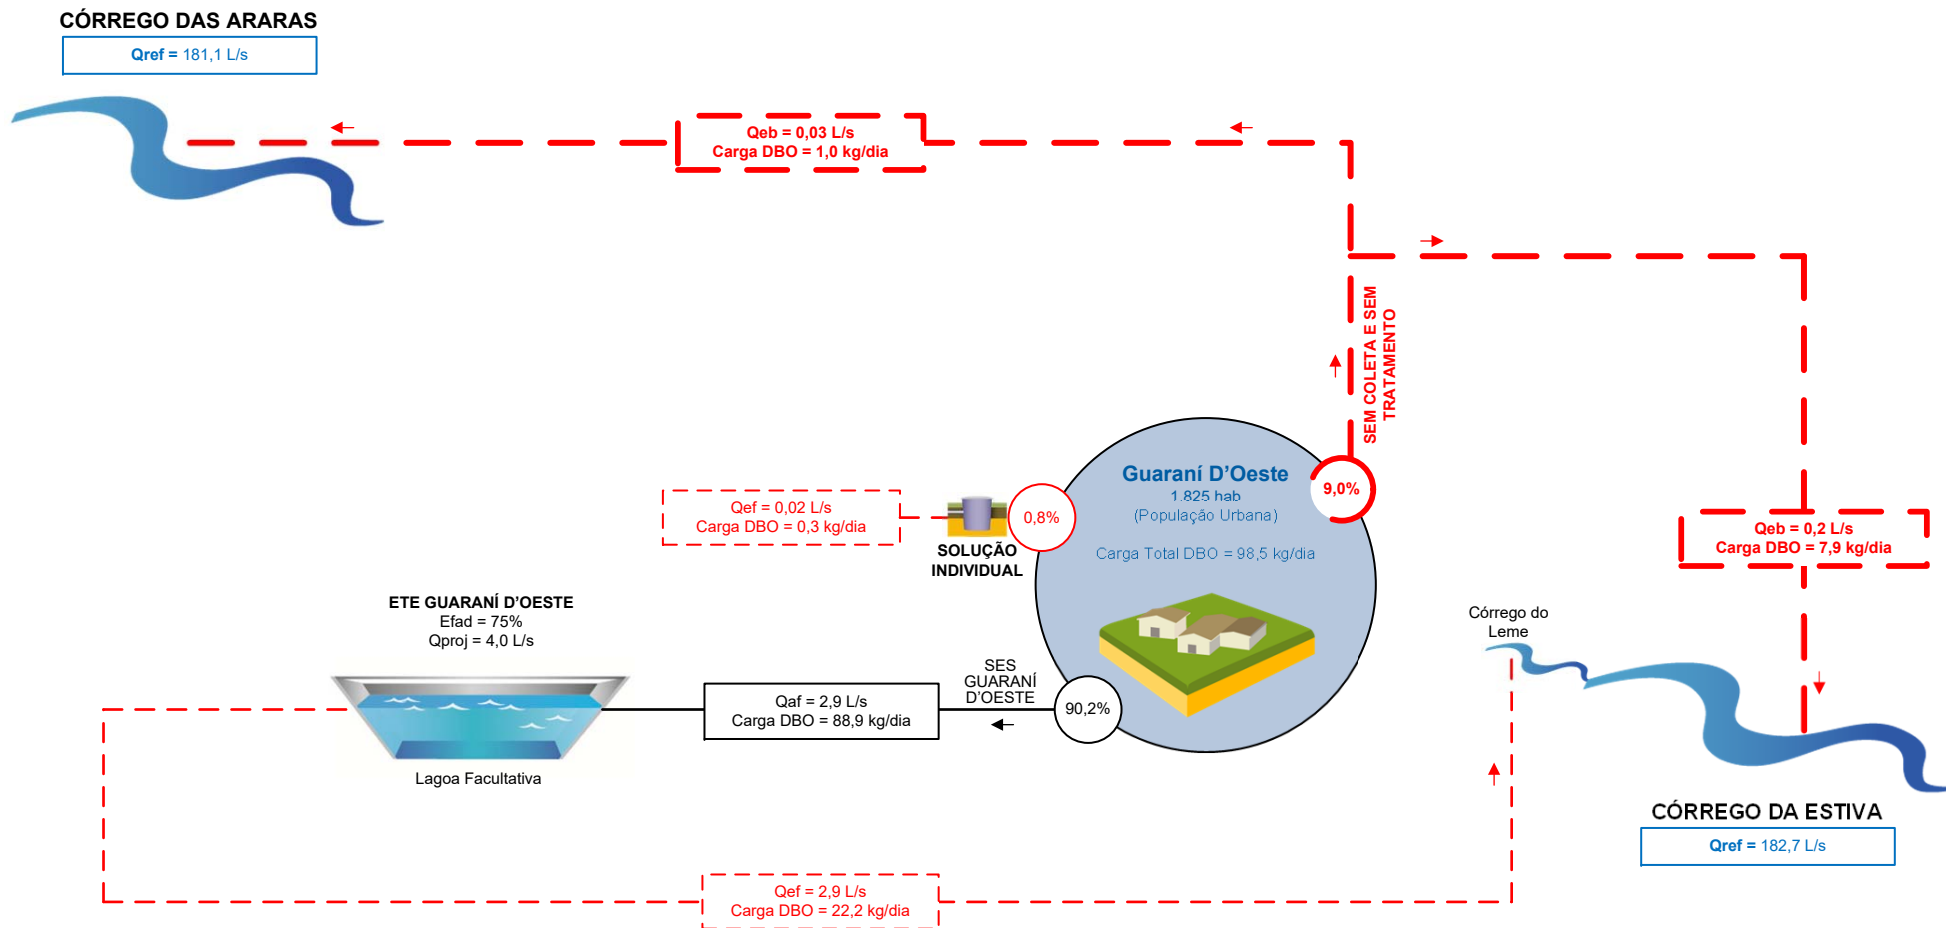 CÓRREGO DAS ARARAS
Qref = 181,1 L/s
Qeb = 0,03 L/s
Carga DBO = 1,0 kg/dia
SEM COLETA E SEM
TRATAMENTO
Guaraní D'Oeste
1.825 hab
(População Urbana)
Carga Total DBO = 98,5 kg/dia
9,0%
0,8%
90,2%
Qef = 0,02 L/s
Carga DBO = 0,3 kg/dia
SOLUÇÃO
INDIVIDUAL
Qeb = 0,2 L/s
Carga DBO = 7,9 kg/dia
ETE GUARANÍ D'OESTE
Efad = 75%
Qproj = 4,0 L/s
Lagoa Facultativa
Qaf = 2,9 L/s
Carga DBO = 88,9 kg/dia
SES
GUARANÍ
D'OESTE
Córrego do
Leme
CÓRREGO DA ESTIVA
Qref = 182,7 L/s
Qef = 2,9 L/s
Carga DBO = 22,2 kg/dia